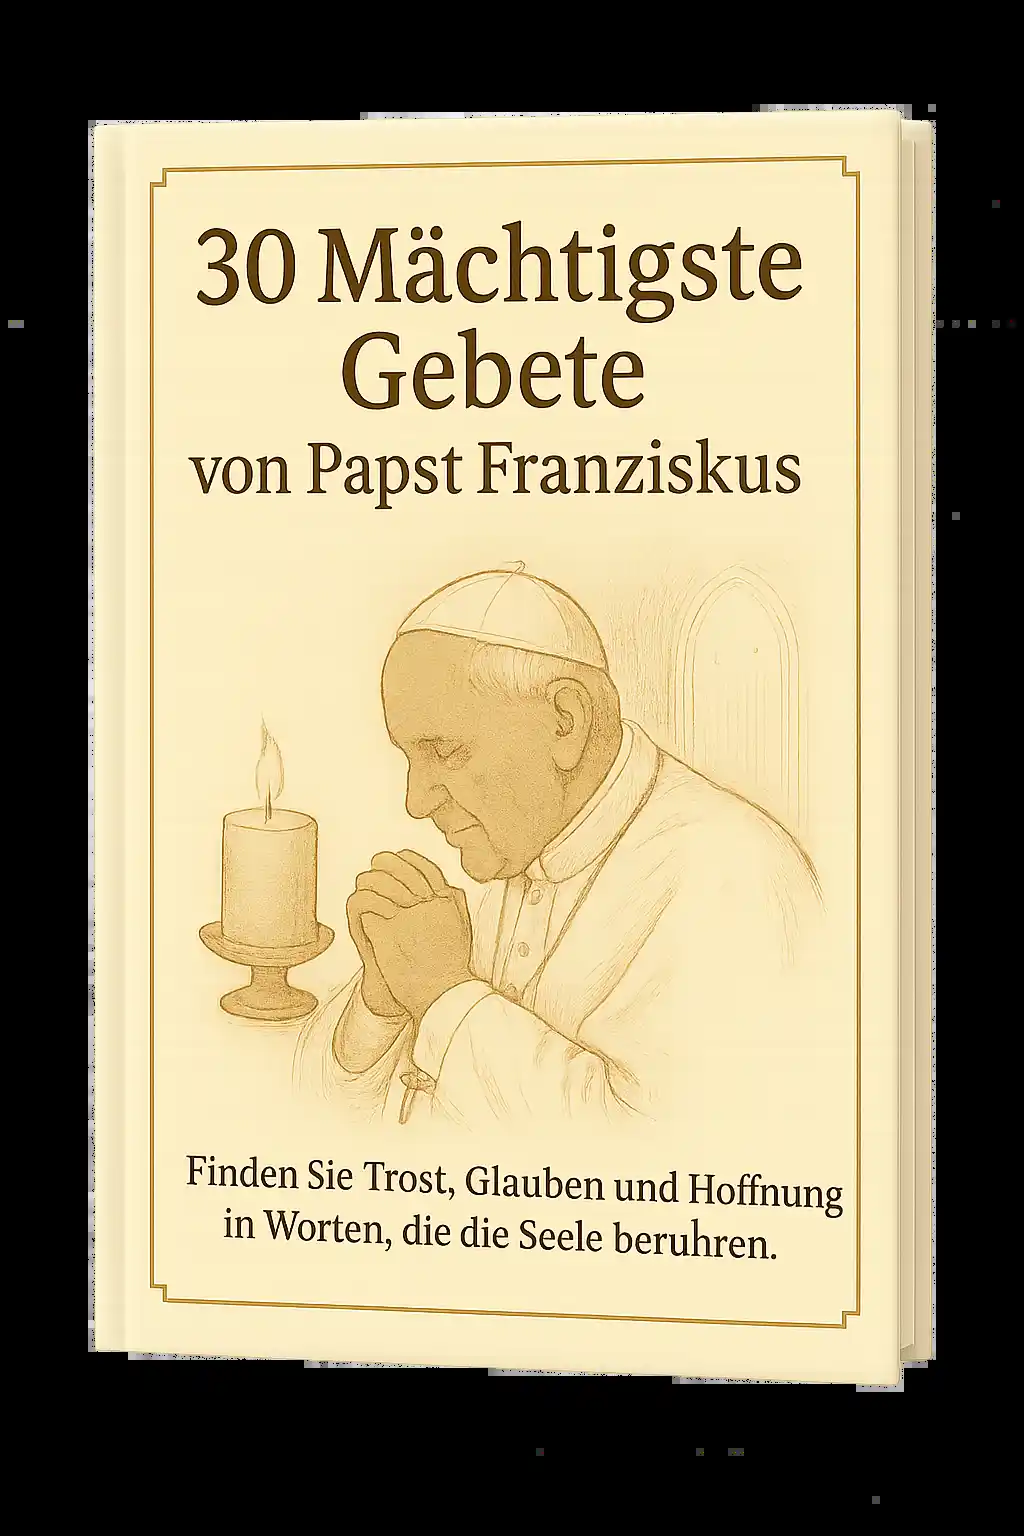 30 Mächtigste
Gebete
von Papst Franziskus
Finden Sie Trost, Glauben und Hoffnung
in Worten, die die Seele beruhren.